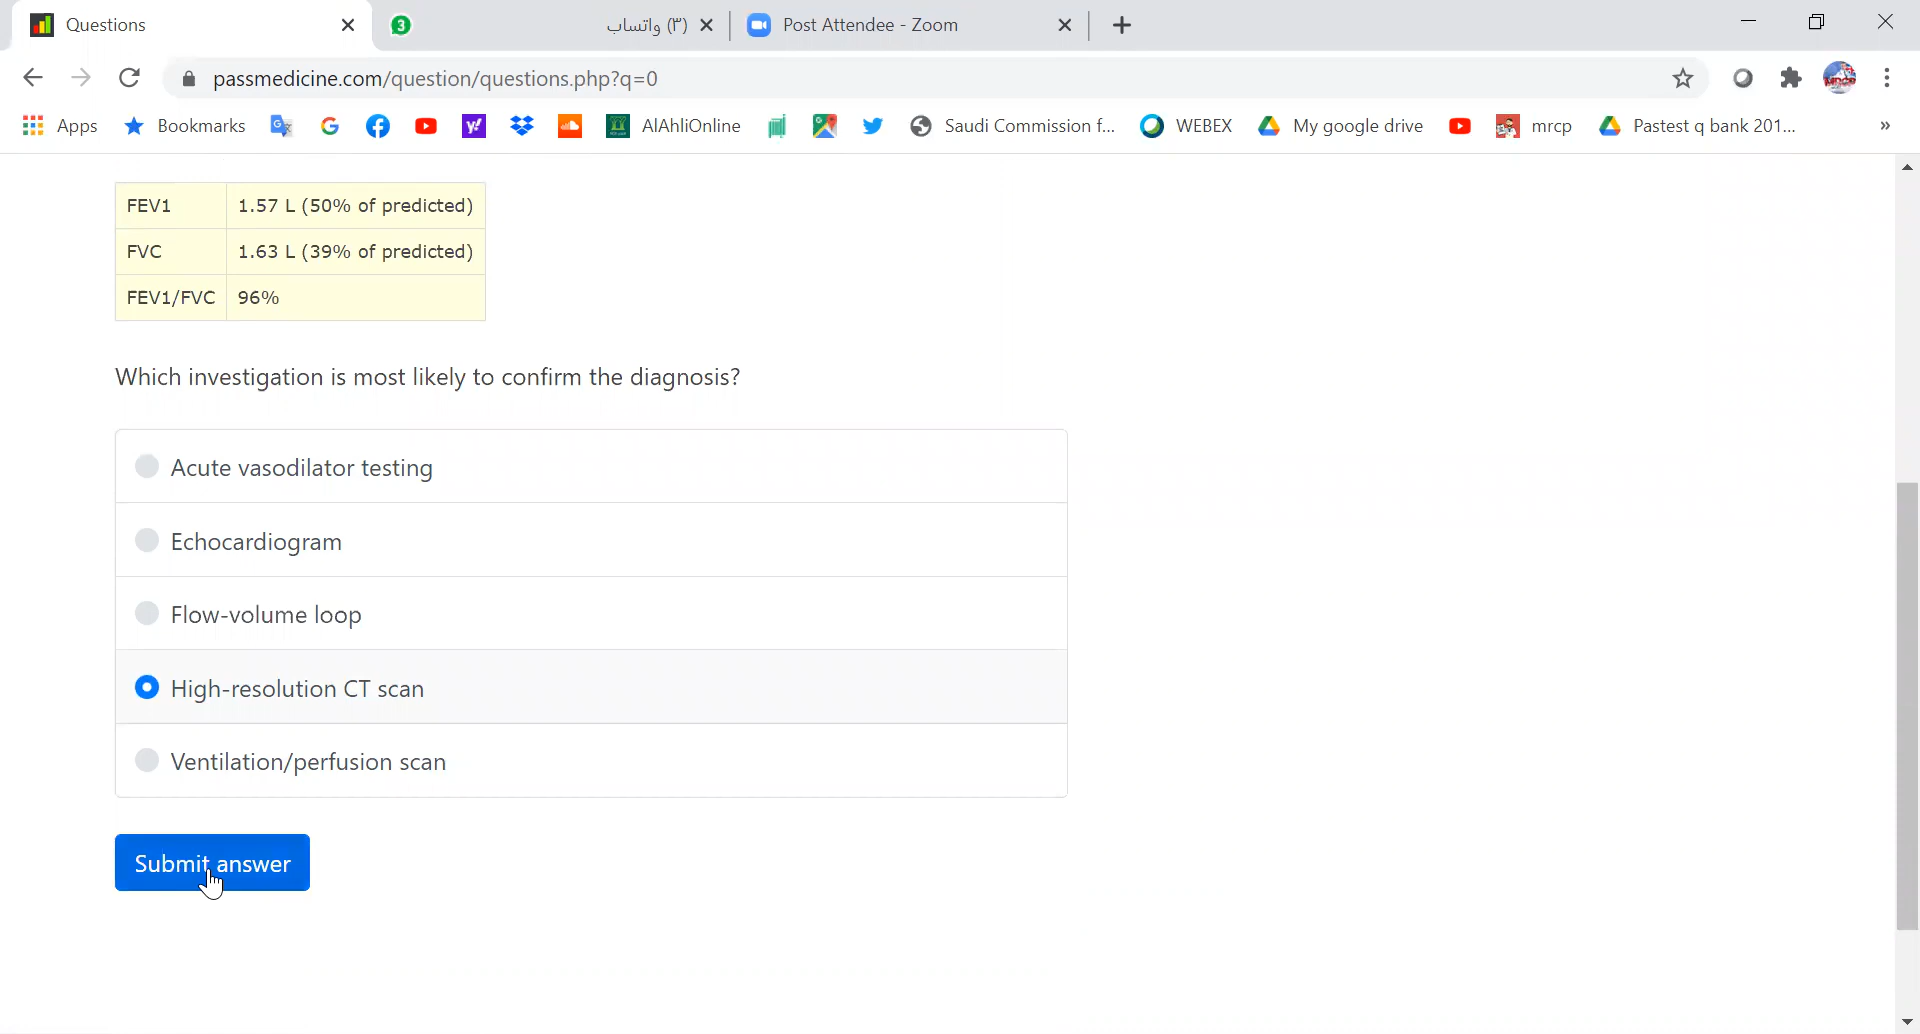 Questions
3
(٣) واتساب
Post Attendee - Zoom
passmedicine.com/question/questions.php?q=0
Apps
Bookmarks
AlAhliOnline
Saudi Commission f...
WEBEX
My google drive
mrcp
Pastest q bank 201...
»
FEV1 1.57 L (50% of predicted)
FVC 1.63 L (39% of predicted)
FEV1/FVC 96%
Which investigation is most likely to confirm the diagnosis?
Acute vasodilator testing
Echocardiogram
Flow-volume loop
High-resolution CT scan
Ventilation/perfusion scan
Submit answer